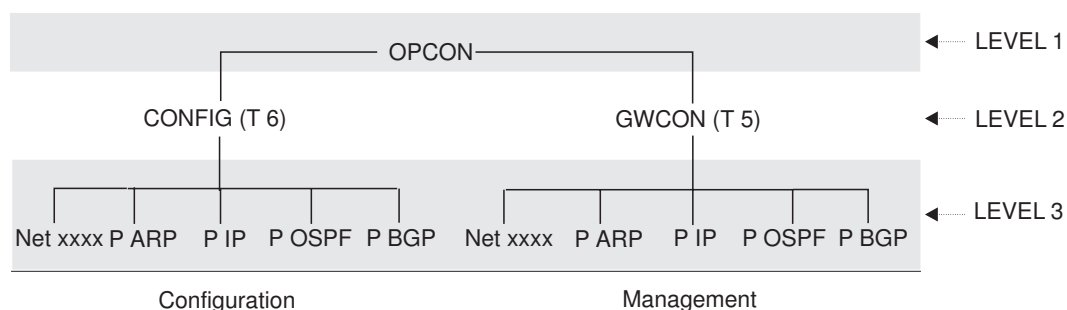 OPCON
LEVEL 1
CONFIG (T 6)
GWCON (T 5)
LEVEL 2
Net xxxx P ARP P IP P OSPF P BGP
Net xxxx P ARP P IP P OSPF P BGP
LEVEL 3
Configuration
Management